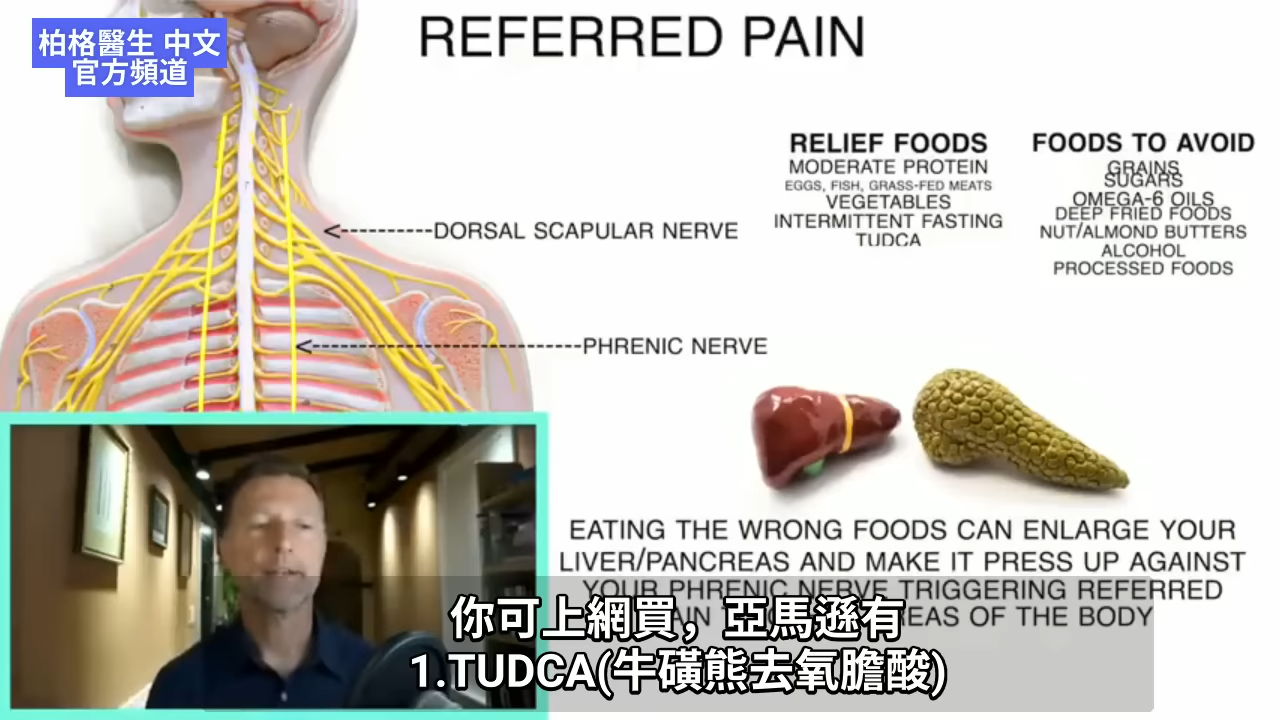 柏格醫生 中文
官方頻道
REFERRED PAIN
RELIEF FOODS
MODERATE PROTEIN
EGGS, FISH, GRASS-FED MEATS
VEGETABLES
INTERMITTENT FASTING
TUDCA
FOODS TO AVOID
GRAINS
SUGARS
OMEGA-6 OILS
DEEP FRIED FOODS
NUT/ALMOND BUTTERS
ALCOHOL
PROCESSED FOODS
<----------DORSAL SCAPULAR NERVE
<----------------------------PHRENIC NERVE
EATING THE WRONG FOODS CAN ENLARGE YOUR
LIVER/PANCREAS AND MAKE IT PRESS UP AGAINST
YOUR PHRENIC NERVE TRIGGERING REFERRED
AREAS OF THE BODY
你可上網買，亞馬遜有
1.TUDCA(牛磺熊去氧膽酸)